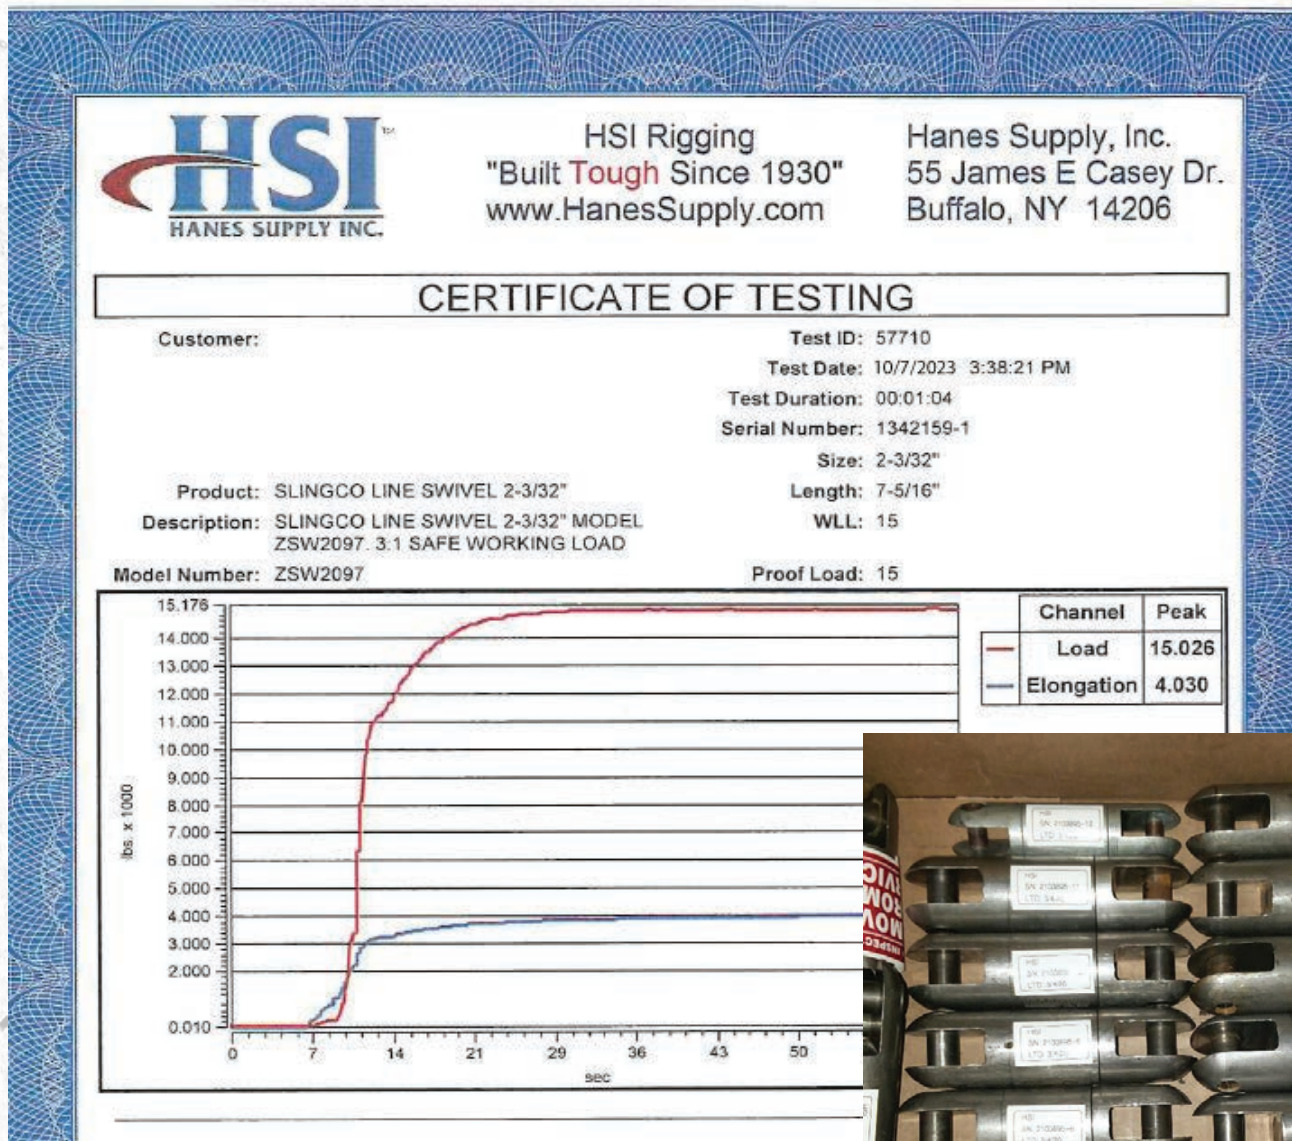 HSI
HANES SUPPLY INC.
HSI Rigging
"Built Tough Since 1930"
www.HanesSupply.com
Hanes Supply, Inc.
55 James E Casey Dr.
Buffalo, NY 14206
CERTIFICATE OF TESTING
Customer:
Test ID: 57710
Test Date: 10/7/2023 3:38:21 PM
Test Duration: 00:01:04
Serial Number: 1342159-1
Size: 2-3/32"
Product: SLINGCO LINE SWIVEL 2-3/32"
Length: 7-5/16"
Description: SLINGCO LINE SWIVEL 2-3/32" MODEL
WLL: 15
ZSW2097. 3:1 SAFE WORKING LOAD
Model Number: ZSW2097
Proof Load: 15
15.176
14.000
13.000
12.000
11.000
10.000
9.000
8.000
7.000
6.000
5.000
4.000
3.000
2.000
0.010
lbs. x 1000
0 7 14 21 29 36 43 50
sec
Channel Peak
Load 15.026
Elongation 4.030
HSI
HSI
HSI
HSI
HSI